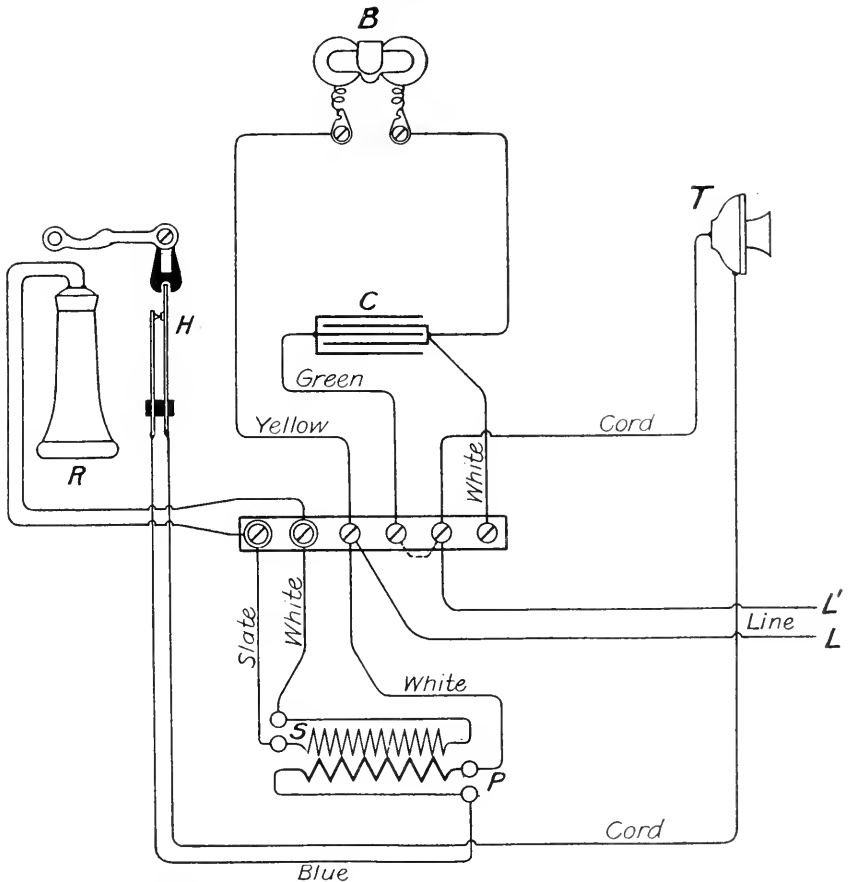 B
T
C
H
Green
Yellow
Cord
R
White
L'
Line
L
Slate
White
White
S
P
Cord
Blue